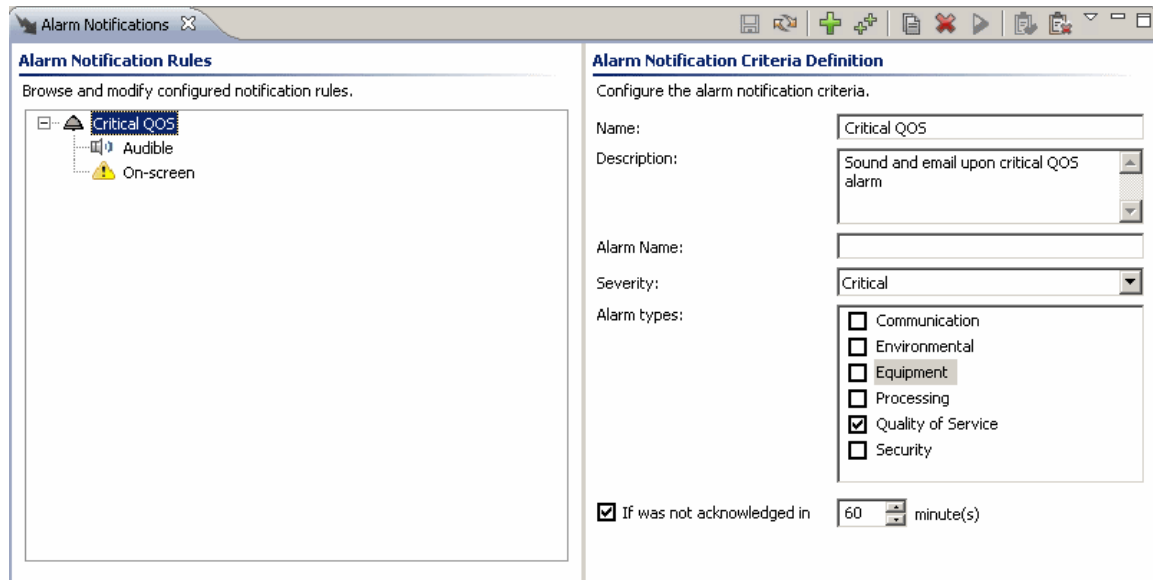 Alarm Notifications
Alarm Notification Rules
Browse and modify configured notification rules.
Critical QOS
Audible
On-screen
Alarm Notification Criteria Definition
Configure the alarm notification criteria.
Name: Critical QOS
Description: Sound and email upon critical QOS
alarm
Alarm Name:
Severity: Critical
Alarm types:
Communication
Environmental
Equipment
Processing
Quality of Service
Security
If was not acknowledged in 60 minute(s)